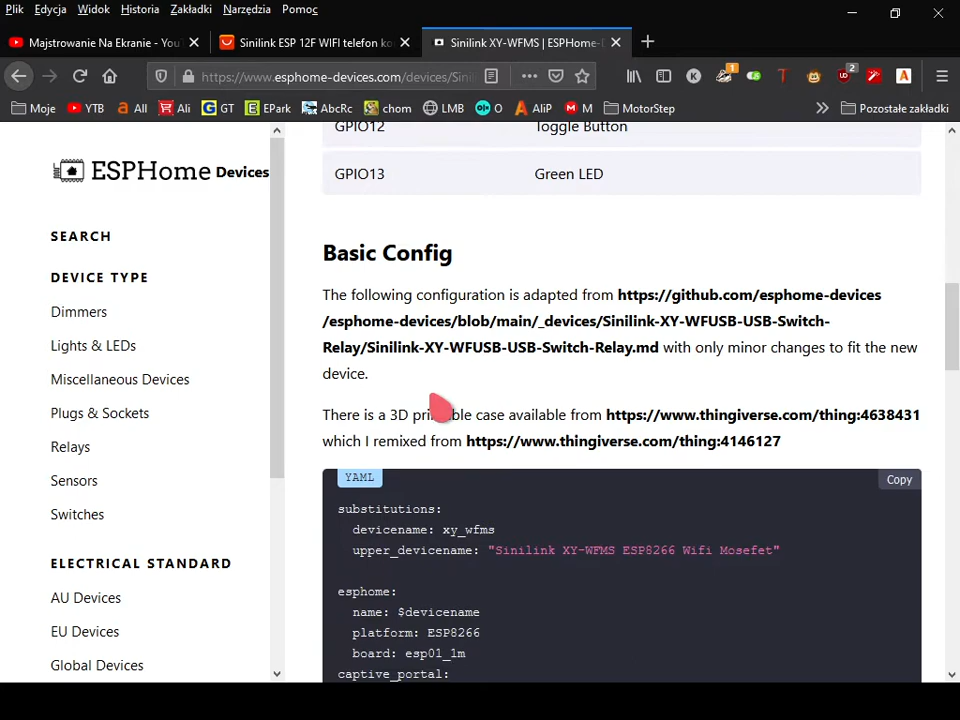 Plik Edycja Widok Historia Zakładki Narzędzia Pomoc
Majstrowanie Na Ekranie - You
Sinilink ESP 12F WIFI telefon ko
Sinilink XY-WFMS | ESPHome-D
https://www.esphome-devices.com/devices/Sini
Moje YTB All Ali GT EPark AbcRc chom LMB O AliP M MotorStep Pozostałe zakładki
ESPHome Devices
SEARCH
DEVICE TYPE
Dimmers
Lights & LEDs
Miscellaneous Devices
Plugs & Sockets
Relays
Sensors
Switches
ELECTRICAL STANDARD
AU Devices
EU Devices
Global Devices
GPIO12 Toggle Button
GPIO13 Green LED
Basic Config
The following configuration is adapted from https://github.com/esphome-devices
/esphome-devices/blob/main/_devices/Sinilink-XY-WFUSB-USB-Switch-
Relay/Sinilink-XY-WFUSB-USB-Switch-Relay.md with only minor changes to fit the new
device.
There is a 3D printable case available from https://www.thingiverse.com/thing:4638431
which I remixed from https://www.thingiverse.com/thing:4146127
YAML
Copy
substitutions:
devicename: xy_wfms
upper_devicename: "Sinilink XY-WFMS ESP8266 Wifi Mosefet"
esphome:
name: $devicename
platform: ESP8266
board: esp01_1m
captive_portal: